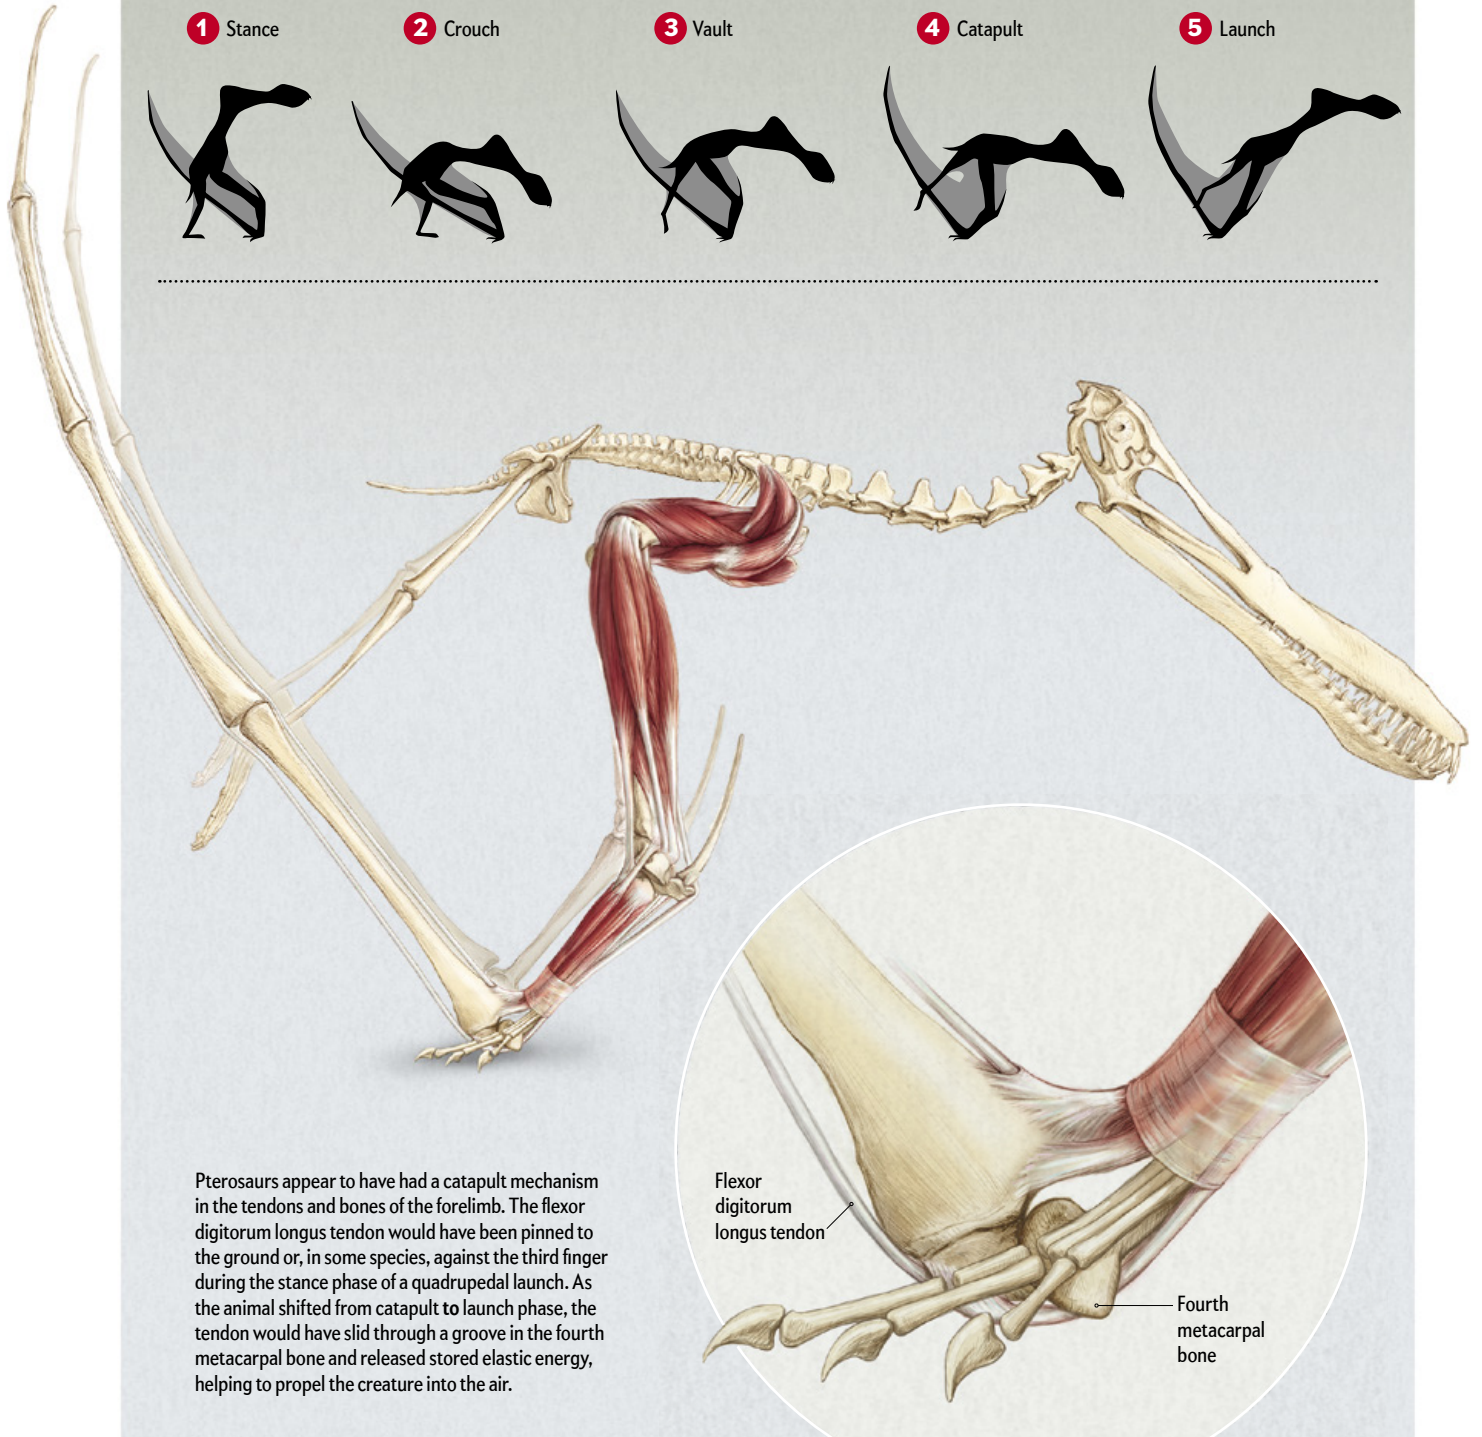 1 Stance
2 Crouch
3 Vault
4 Catapult
5 Launch
Pterosaurs appear to have had a catapult mechanism
in the tendons and bones of the forelimb. The flexor
digitorum longus tendon would have been pinned to
the ground or, in some species, against the third finger
during the stance phase of a quadrupedal launch. As
the animal shifted from catapult to launch phase, the
tendon would have slid through a groove in the fourth
metacarpal bone and released stored elastic energy,
helping to propel the creature into the air.
Flexor
digitorum
longus tendon
Fourth
metacarpal
bone